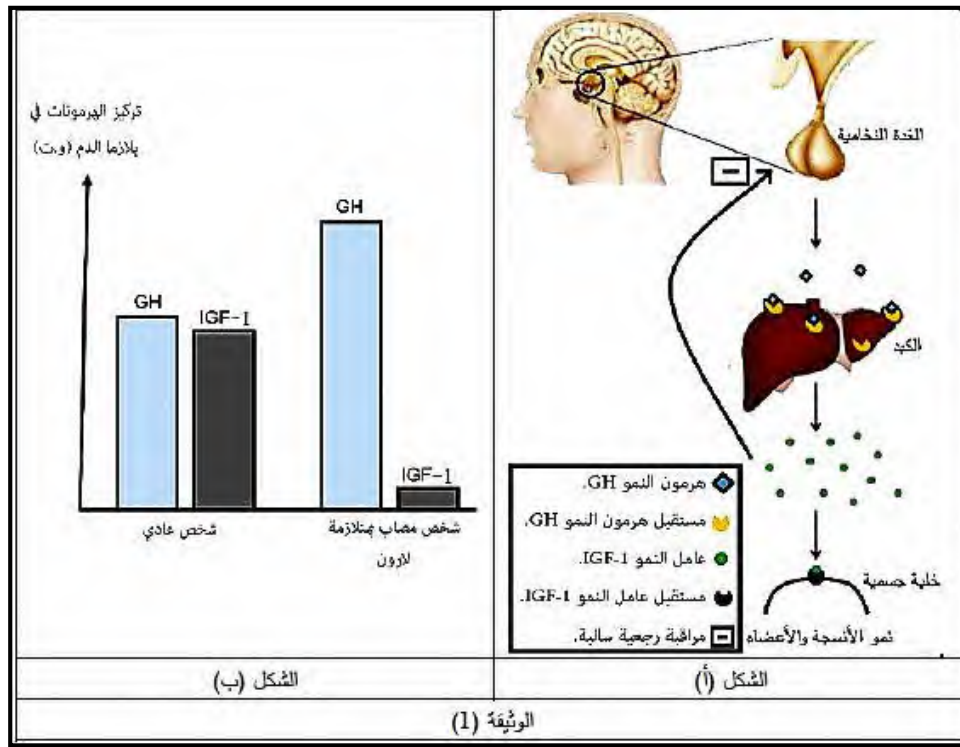 الغدة النخامية
-
الكبد
هرمون النمو GH.
مستقبل هرمون النمو GH.
عامل النمو IGF-1.
مستقبل عامل النمو IGF-1.
- مراقبة رجعية سالبة.
خلية جسمية
نمو الأنسجة والأعضاء
الشكل (أ)
تركيز الهرمونات في
بلازما الدم (و.ت)
GH
IGF-1
GH
IGF-1
شخص عادي
شخص مصاب بمتلازمة
لارون
الشكل (ب)
الوثيقة (1)